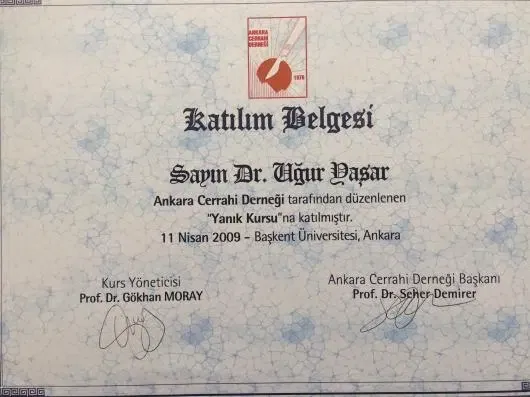 ANKARA
CERRAHİ
DERNEĞİ
1976
Katılım Belgesi
Sayın Dr. Uğur Yaşar
Ankara Cerrahi Derneği tarafından düzenlenen
"Yanık Kursu"na katılmıştır.
11 Nisan 2009 - Başkent Üniversitesi, Ankara
Kurs Yöneticisi
Prof. Dr. Gökhan MORAY
Ankara Cerrahi Derneği Başkanı
Prof. Dr. Seher Demirer